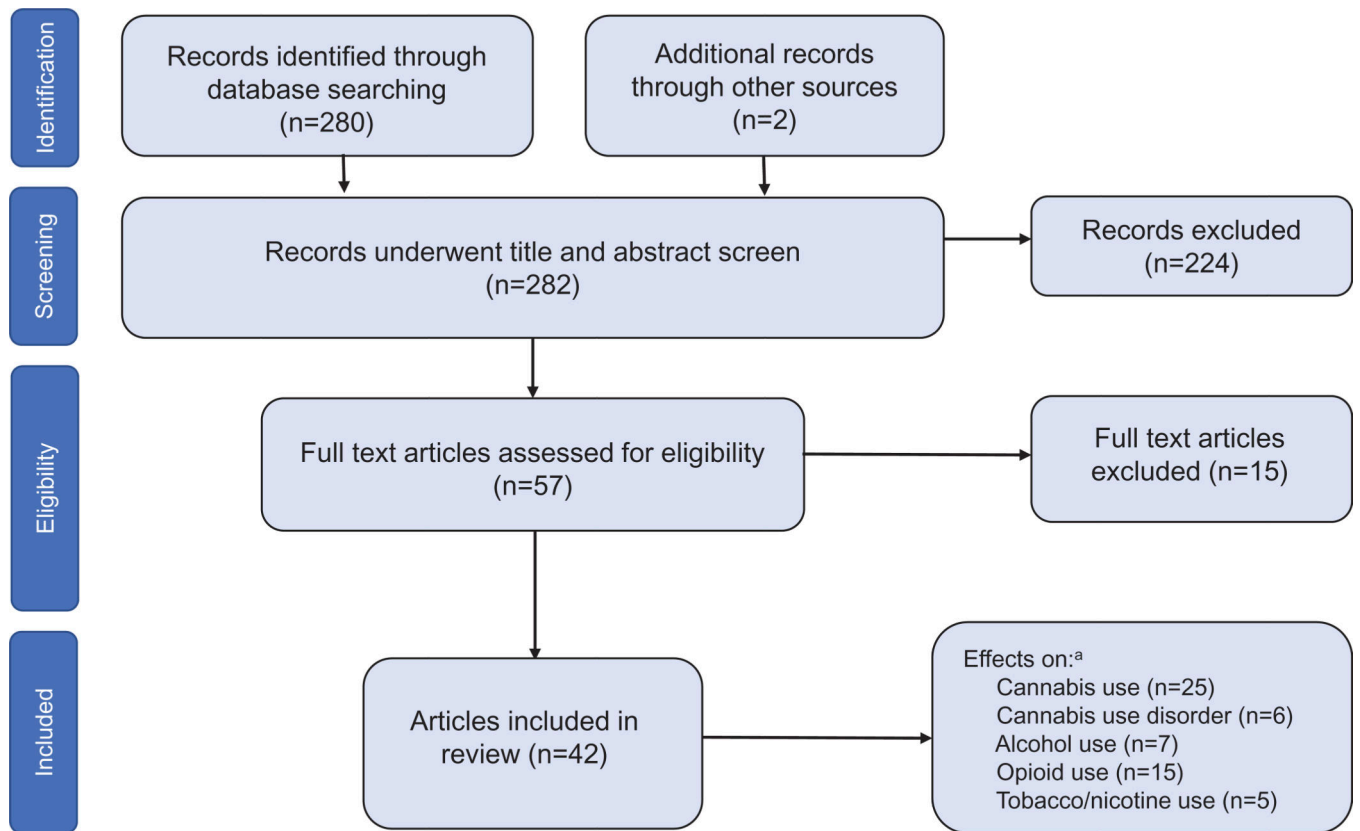 Identification
Records identified through
database searching
(n=280)
Additional records
through other sources
(n=2)
Screening
Records underwent title and abstract screen
(n=282)
Records excluded
(n=224)
Eligibility
Full text articles assessed for eligibility
(n=57)
Full text articles
excluded (n=15)
Included
Articles included in
review (n=42)
Effects on:ᵃ
Cannabis use (n=25)
Cannabis use disorder (n=6)
Alcohol use (n=7)
Opioid use (n=15)
Tobacco/nicotine use (n=5)